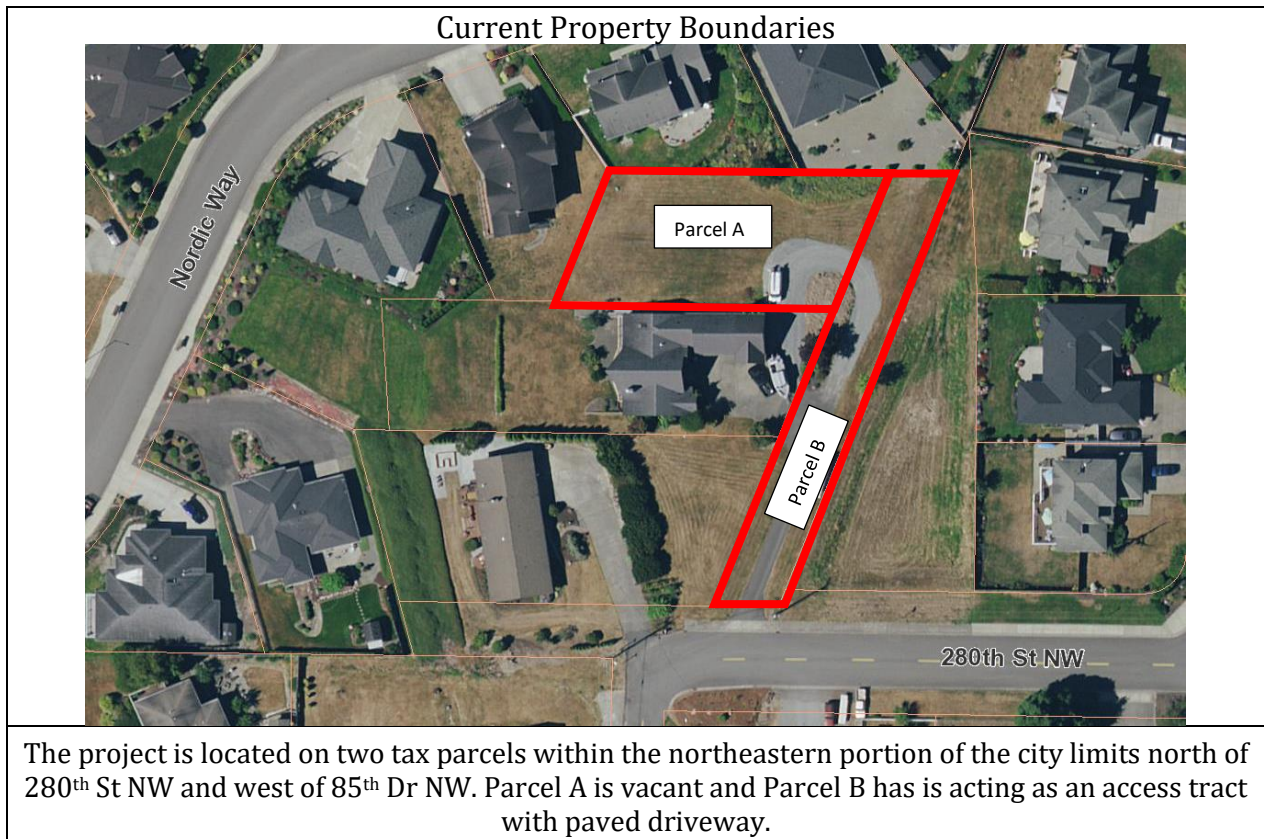 Current Property Boundaries
Nordic Way
Parcel A
Parcel B
280th St NW
The project is located on two tax parcels within the northeastern portion of the city limits north of
280th St NW and west of 85th Dr NW. Parcel A is vacant and Parcel B has is acting as an access tract
with paved driveway.